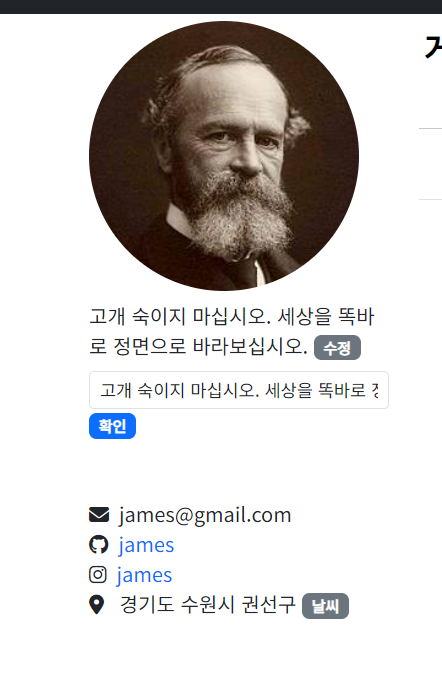 고개 숙이지 마십시오. 세상을 똑바
로 정면으로 바라보십시오. 수정
고개 숙이지 마십시오. 세상을 똑바로
확인
james@gmail.com
james
james
경기도 수원시 권선구 날씨